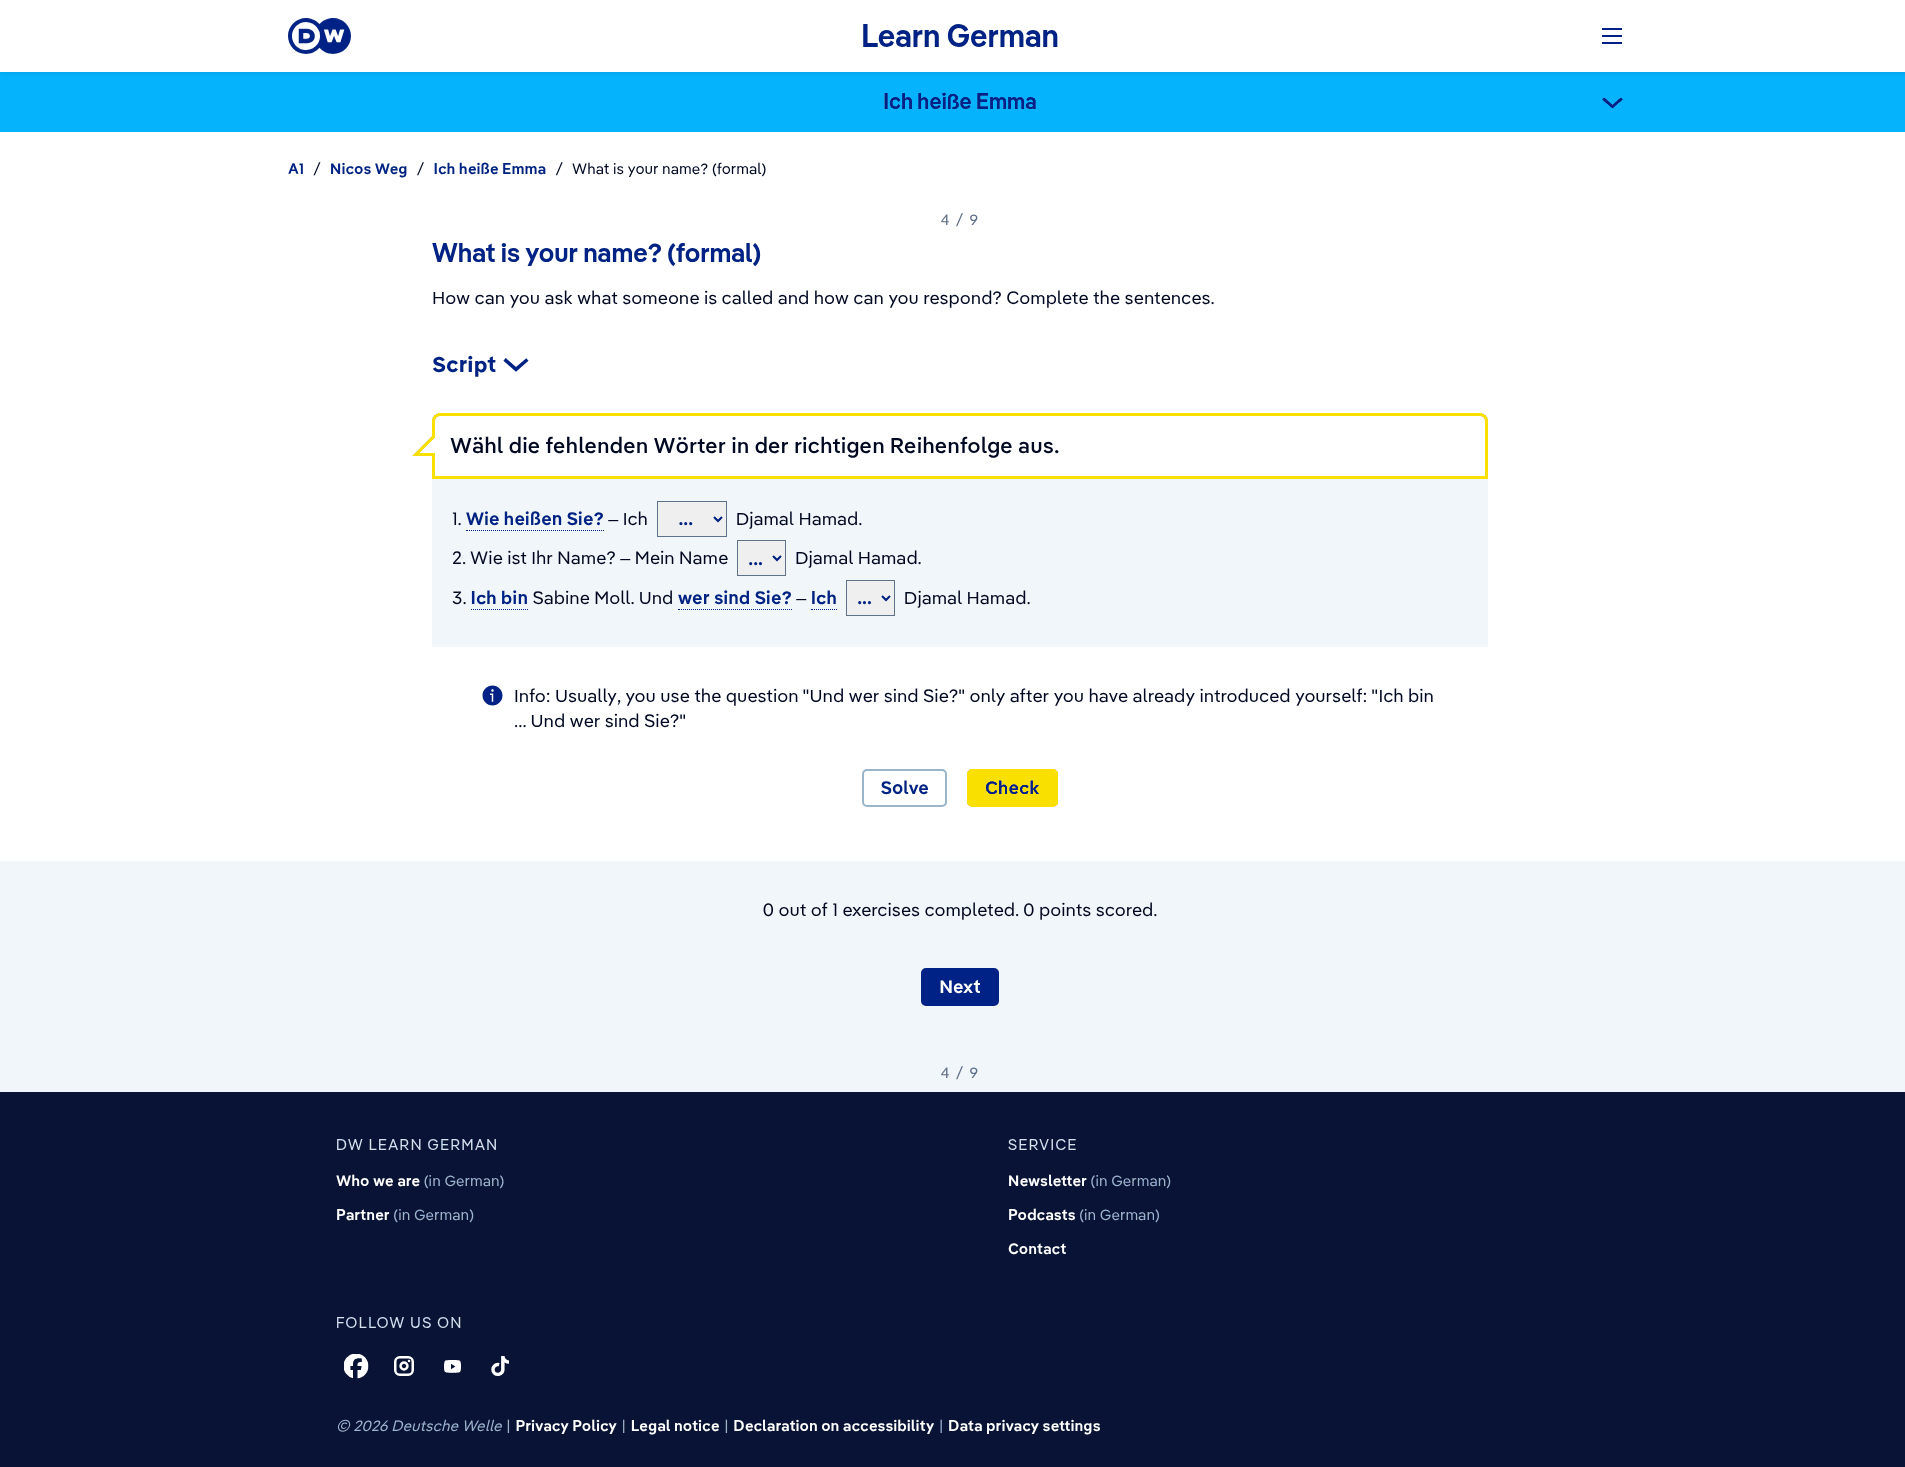 DW
Learn German
Ich heiße Emma
A1 / Nicos Weg / Ich heiße Emma / What is your name? (formal)
4 / 9
What is your name? (formal)
How can you ask what someone is called and how can you respond? Complete the sentences.
Script
Wähl die fehlenden Wörter in der richtigen Reihenfolge aus.
1. Wie heißen Sie? – Ich ... Djamal Hamad.
2. Wie ist Ihr Name? – Mein Name ... Djamal Hamad.
3. Ich bin Sabine Moll. Und wer sind Sie? – Ich ... Djamal Hamad.
Info: Usually, you use the question "Und wer sind Sie?" only after you have already introduced yourself: "Ich bin
... Und wer sind Sie?"
Solve Check
0 out of 1 exercises completed. 0 points scored.
Next
4 / 9
DW LEARN GERMAN
Who we are (in German)
Partner (in German)
SERVICE
Newsletter (in German)
Podcasts (in German)
Contact
FOLLOW US ON
© 2026 Deutsche Welle | Privacy Policy | Legal notice | Declaration on accessibility | Data privacy settings